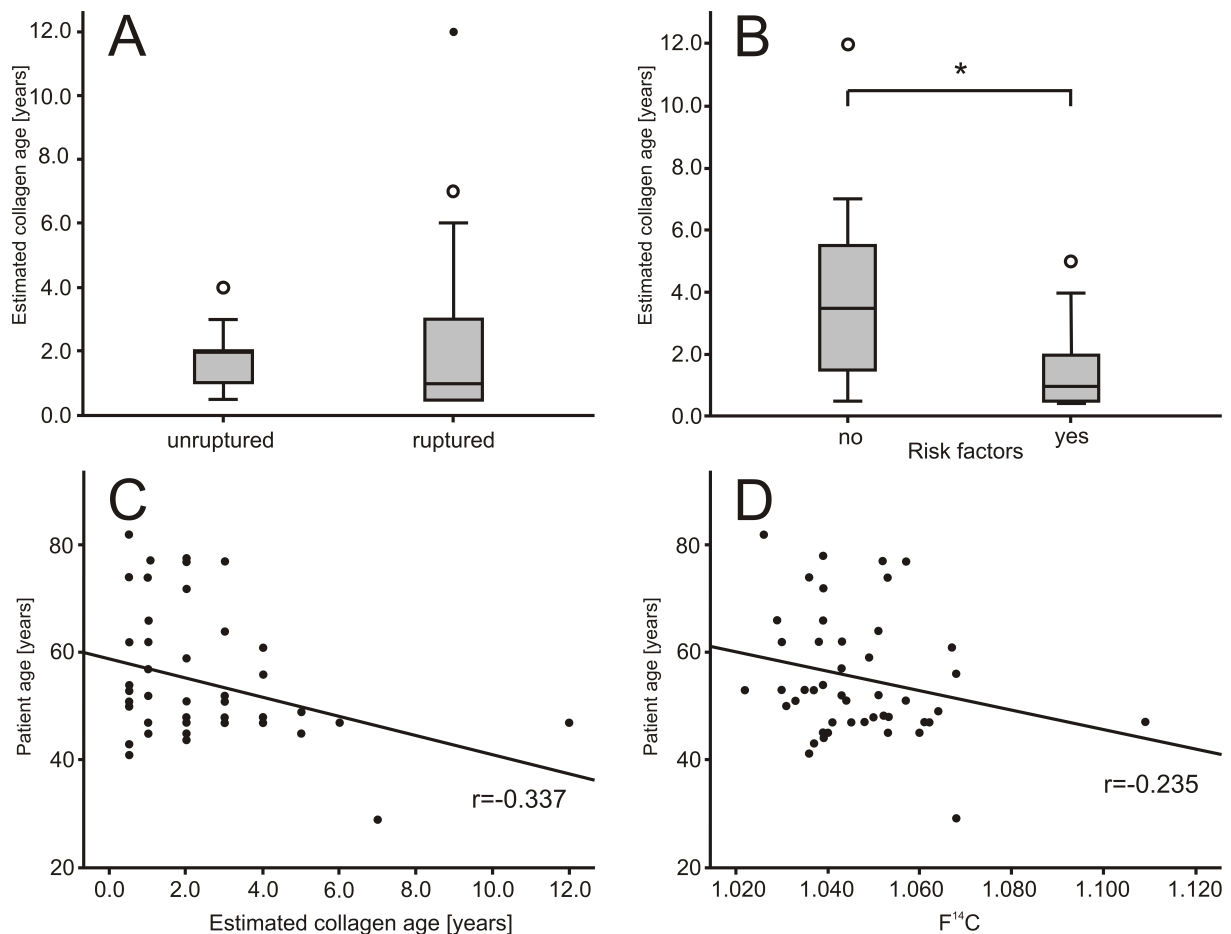 A
Estimated collagen age [years]
12.0
10.0
8.0
6.0
4.0
2.0
0.0
unruptured ruptured
B
Estimated collagen age [years]
12.0
10.0
8.0
6.0
4.0
2.0
0.0
*
no yes
Risk factors
C
Patient age [years]
80
60
40
20
r=-0.337
0.0 2.0 4.0 6.0 8.0 10.0 12.0
Estimated collagen age [years]
D
Patient age [years]
80
60
40
20
r=-0.235
1.020 1.040 1.060 1.080 1.100 1.120
F¹⁴C